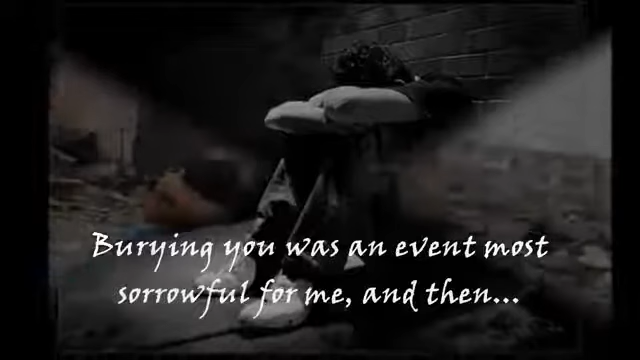 Burying you was an event most
sorrowful for me, and then...